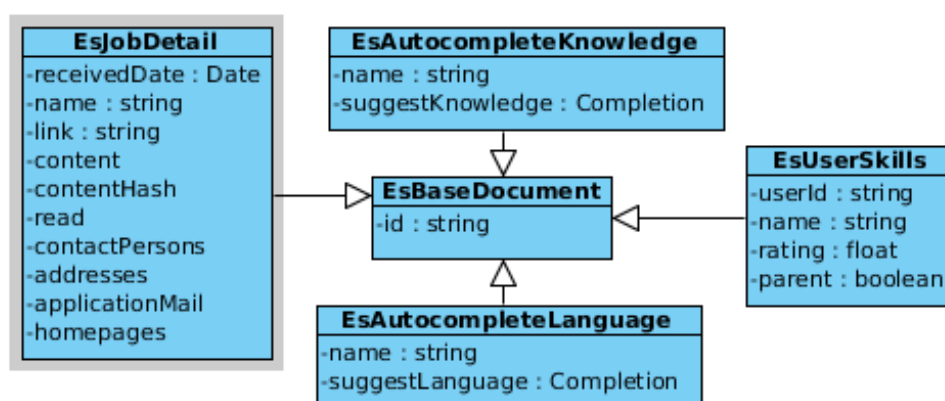 EsJobDetail
-receivedDate : Date
-name : string
-link : string
-content
-contentHash
-read
-contactPersons
-addresses
-applicationMail
-homepages
EsAutocompleteKnowledge
-name : string
-suggestKnowledge : Completion
EsBaseDocument
-id : string
EsUserSkills
-userId : string
-name : string
-rating : float
-parent : boolean
EsAutocompleteLanguage
-name : string
-suggestLanguage : Completion